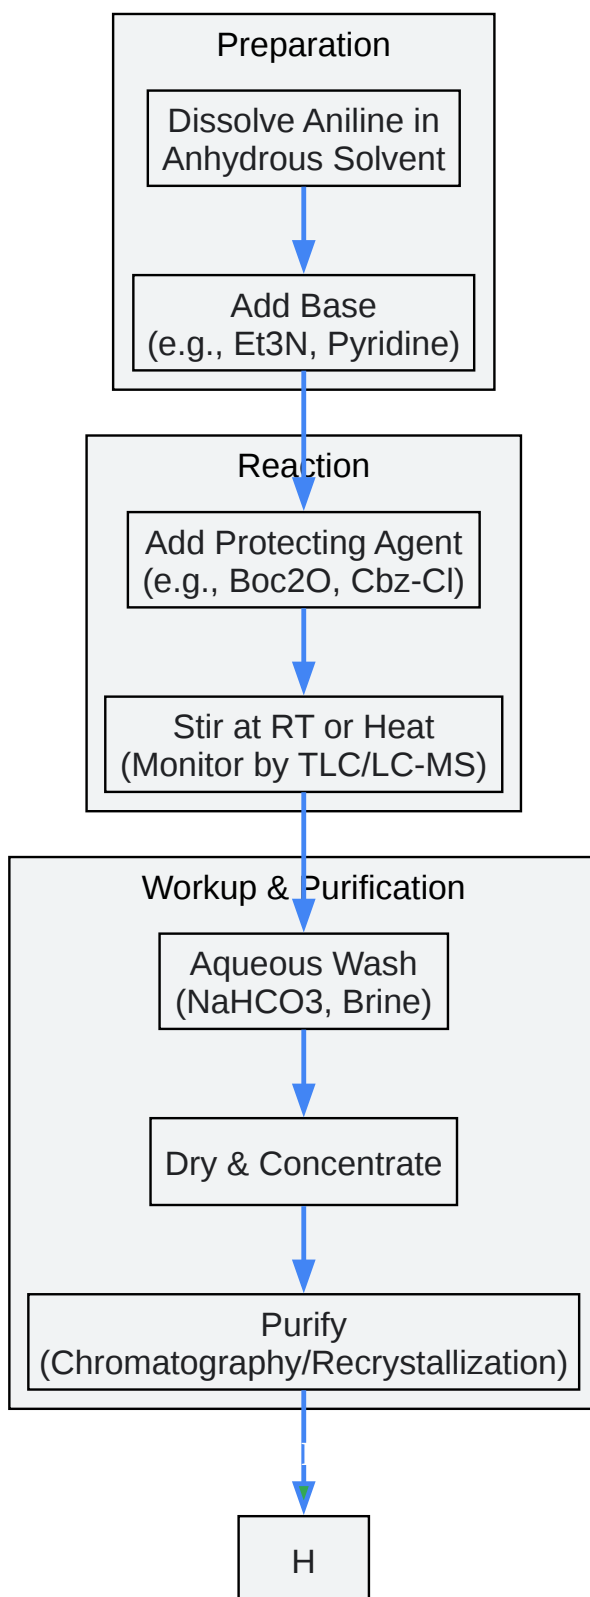 Preparation
Dissolve Aniline in
Anhydrous Solvent
Add Base
(e.g., Et3N, Pyridine)
Reaction
Add Protecting Agent
(e.g., Boc2O, Cbz-Cl)
Stir at RT or Heat
(Monitor by TLC/LC-MS)
Workup & Purification
Aqueous Wash
(NaHCO3, Brine)
Dry & Concentrate
Purify
(Chromatography/Recrystallization)
H